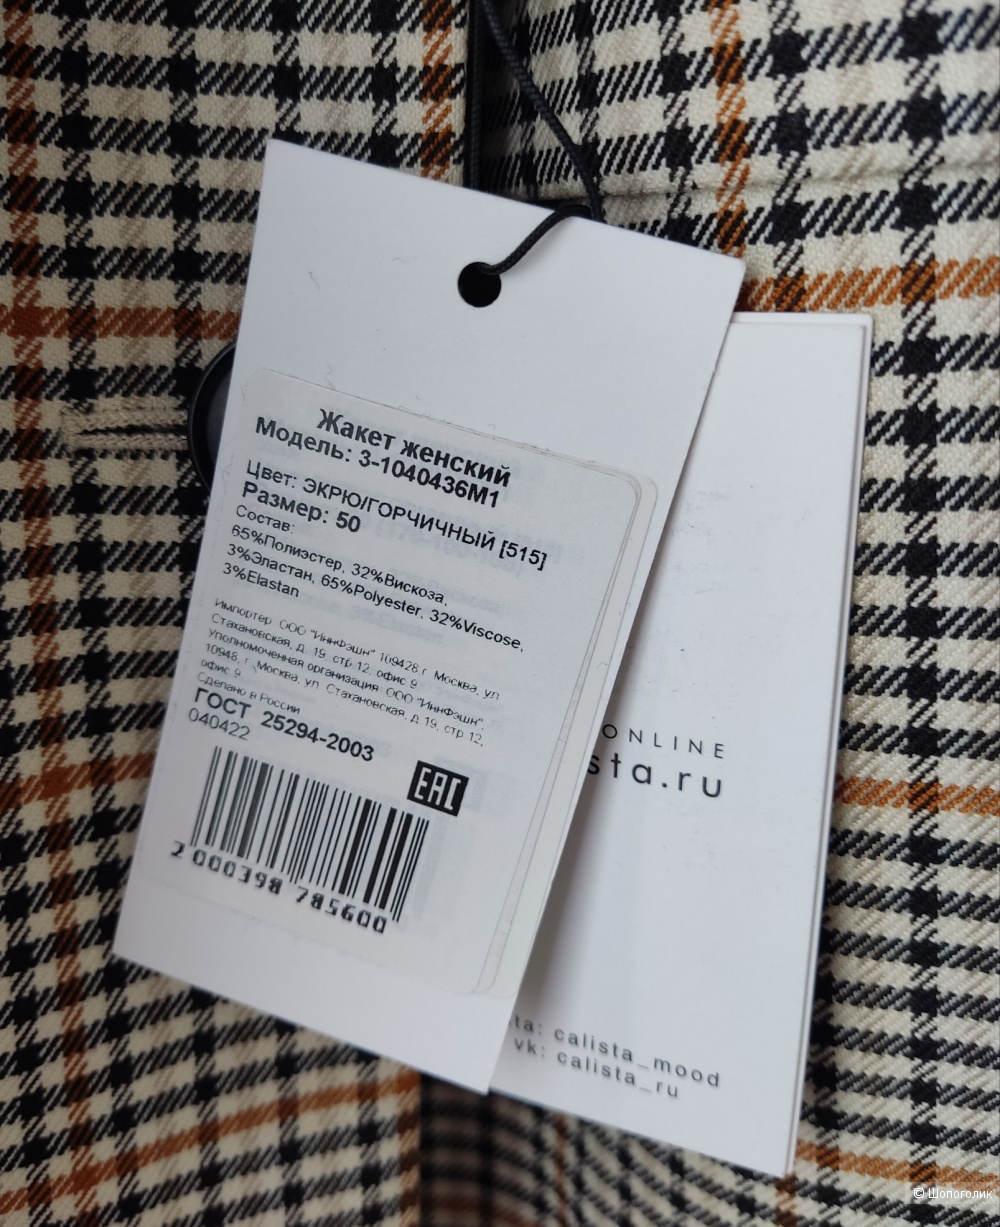 Жакет женский
Модель: 3-1040436М1
Цвет: ЭКРЮ/ГОРЧИЧНЫЙ [515]
Размер: 50
Состав:
65%Полиэстер, 32%Вискоза,
3%Эластан, 65%Polyester, 32%Viscose,
3%Elastan
Импортер ООО "ИннФэшн" 109428,г. Москва, ул
Стахановская, д. 19, стр 12, офис 9
Уполномоченная организация ООО "ИннФэшн",
10948, г. Москва, ул Стахановская, д 19, стр 12,
офис 9
Сделано в России
ГОСТ 25294-2003
040422
EAC
2 000398 785600
ONLINE
sta.ru
ta: calista_mood
vk: calista_ru
© Шопоголик